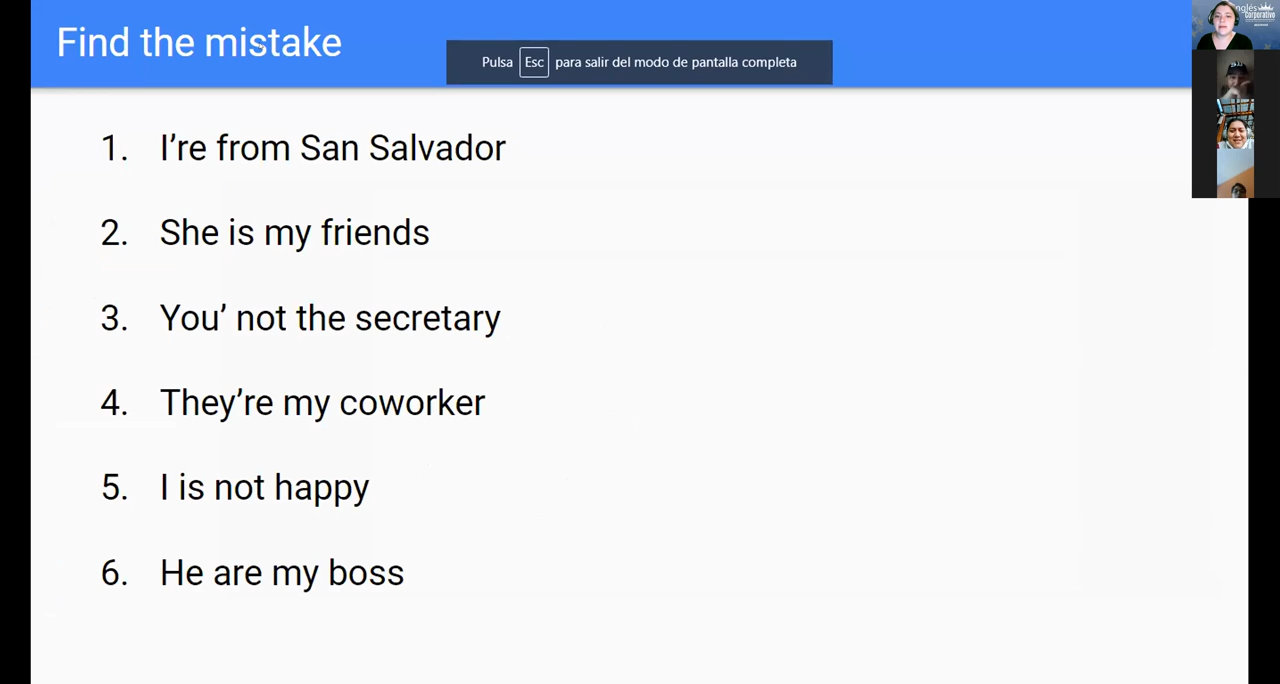 Find the mistake
Pulsa Esc para salir del modo de pantalla completa
Inglés
Corporative
1. I’re from San Salvador
2. She is my friends
3. You’ not the secretary
4. They’re my coworker
5. I is not happy
6. He are my boss